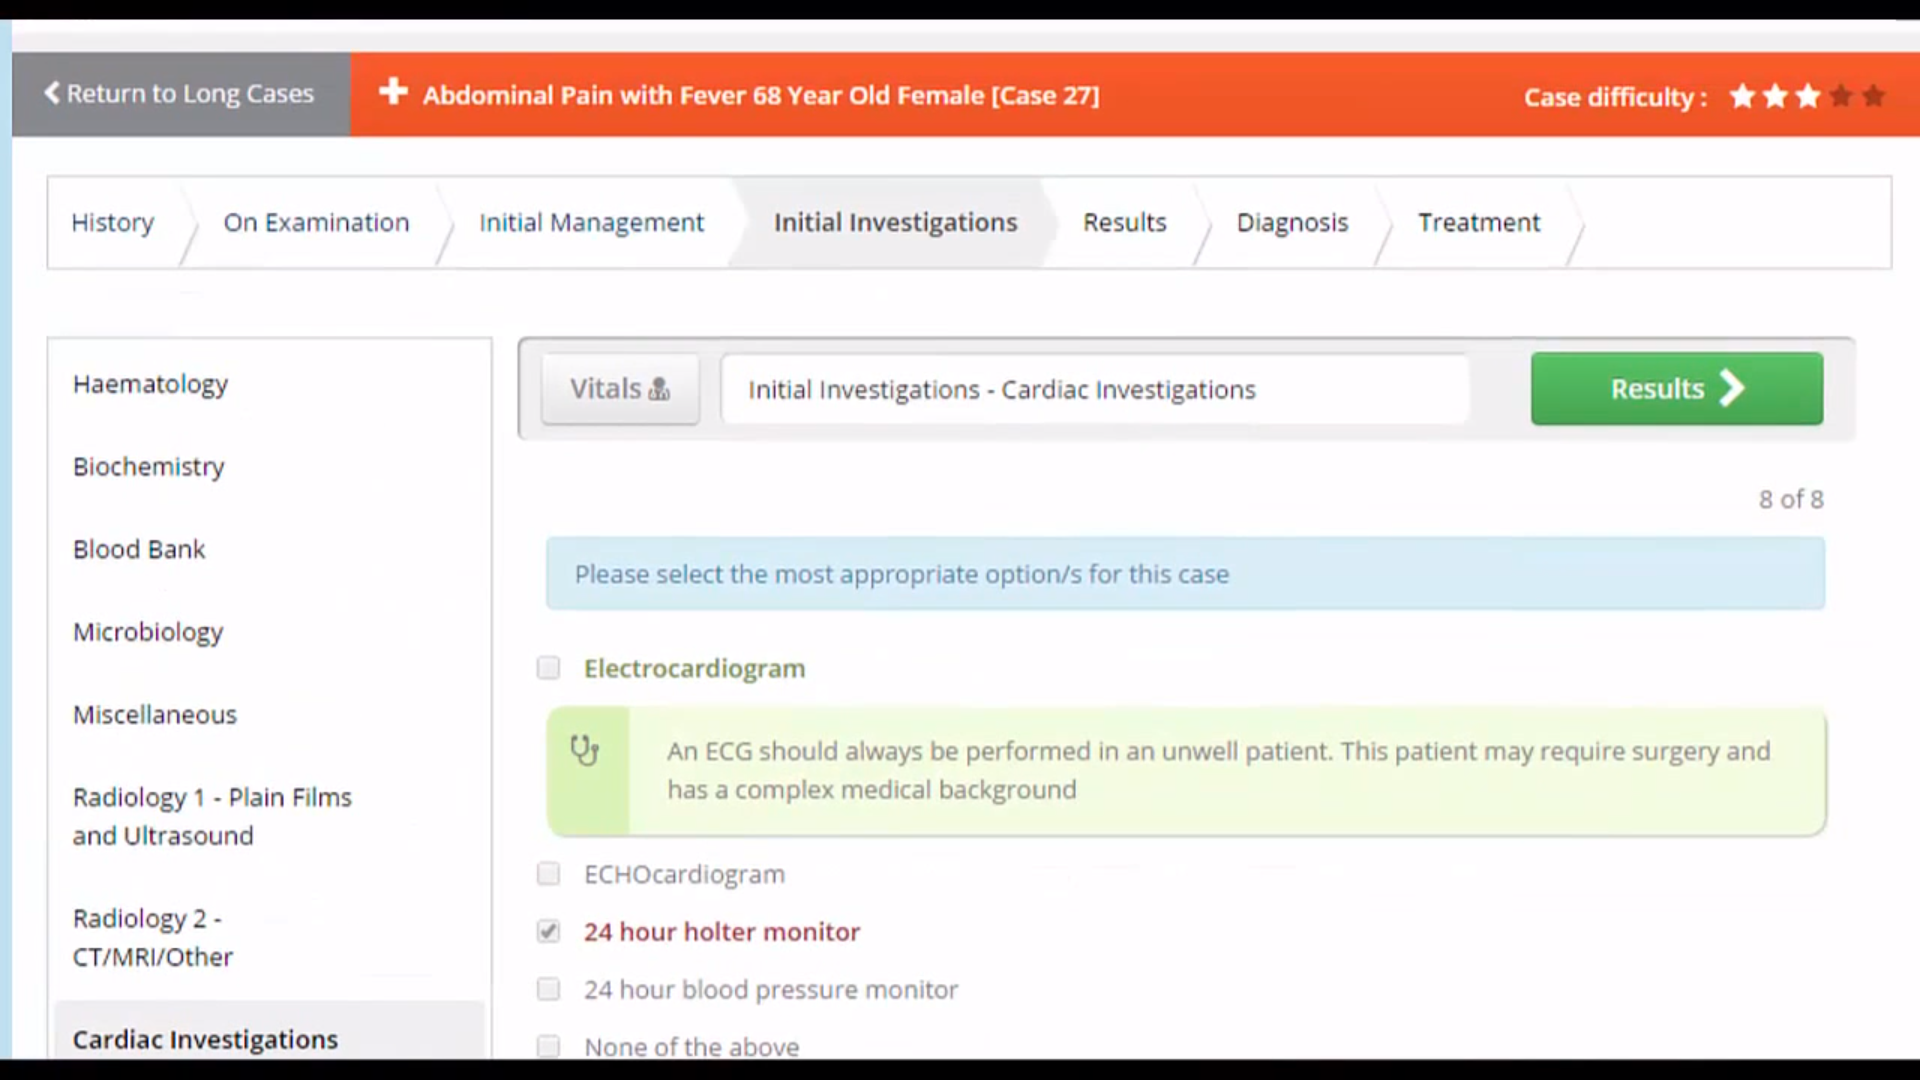 Return to Long Cases
Abdominal Pain with Fever 68 Year Old Female [Case 27]
Case difficulty :
History
On Examination
Initial Management
Initial Investigations
Results
Diagnosis
Treatment
Haematology
Biochemistry
Blood Bank
Microbiology
Miscellaneous
Radiology 1 - Plain Films
and Ultrasound
Radiology 2 -
CT/MRI/Other
Cardiac Investigations
Vitals
Initial Investigations - Cardiac Investigations
Results
8 of 8
Please select the most appropriate option/s for this case
Electrocardiogram
An ECG should always be performed in an unwell patient. This patient may require surgery and
has a complex medical background
ECHOcardiogram
24 hour holter monitor
24 hour blood pressure monitor
None of the above